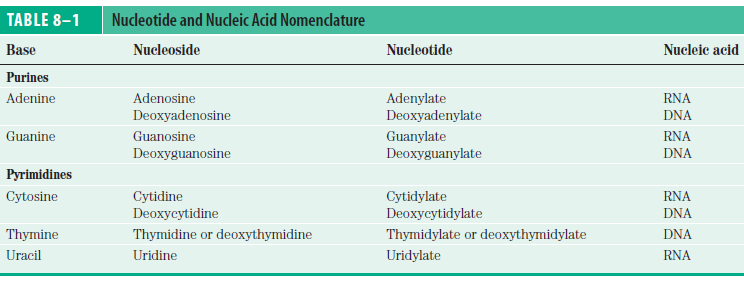 TABLE 8–1 Nucleotide and Nucleic Acid Nomenclature
Base Nucleoside Nucleotide Nucleic acid
Purines
Adenine Adenosine Adenylate RNA
Deoxyadenosine Deoxyadenylate DNA
Guanine Guanosine Guanylate RNA
Deoxyguanosine Deoxyguanylate DNA
Pyrimidines
Cytosine Cytidine Cytidylate RNA
Deoxycytidine Deoxycytidylate DNA
Thymine Thymidine or deoxythymidine Thymidylate or deoxythymidylate DNA
Uracil Uridine Uridylate RNA